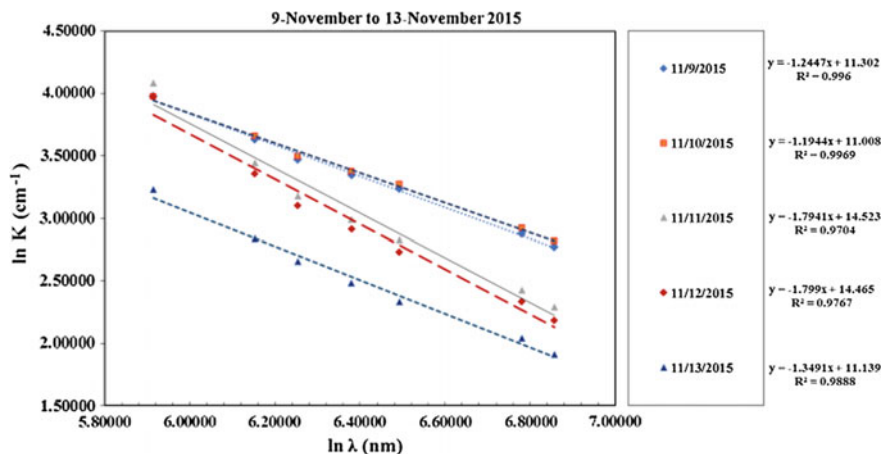 9-November to 13-November 2015
4.50000
4.00000
3.50000
3.00000
2.50000
2.00000
1.50000
ln K (cm⁻¹)
5.80000 6.00000 6.20000 6.40000 6.60000 6.80000 7.00000
ln λ (nm)
11/9/2015 y = -1.2447x + 11.302
R² = 0.996
11/10/2015 y = -1.1944x + 11.008
R² = 0.9969
11/11/2015 y = -1.7941x + 14.523
R² = 0.9704
11/12/2015 y = -1.799x + 14.465
R² = 0.9767
11/13/2015 y = -1.3491x + 11.139
R² = 0.9888